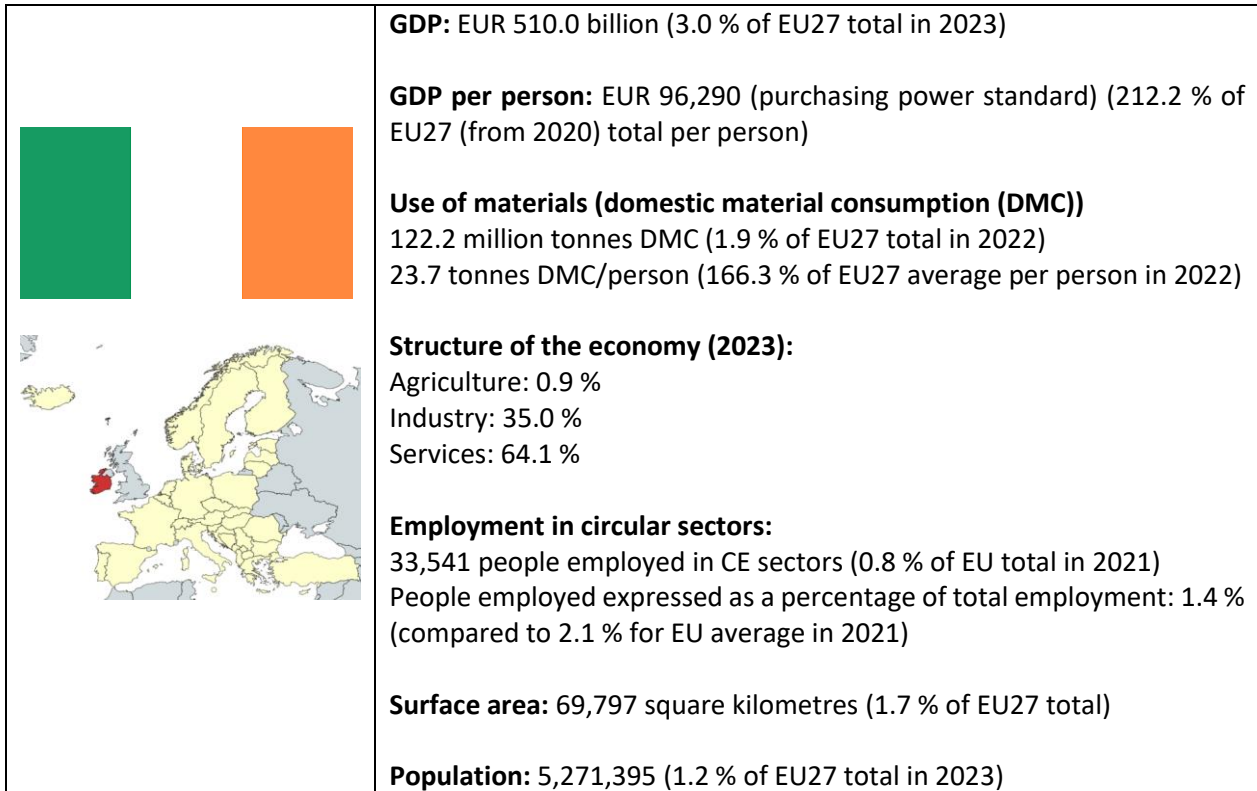 GDP: EUR 510.0 billion (3.0 % of EU27 total in 2023)
GDP per person: EUR 96,290 (purchasing power standard) (212.2 % of
EU27 (from 2020) total per person)
Use of materials (domestic material consumption (DMC))
122.2 million tonnes DMC (1.9 % of EU27 total in 2022)
23.7 tonnes DMC/person (166.3 % of EU27 average per person in 2022)
Structure of the economy (2023):
Agriculture: 0.9 %
Industry: 35.0 %
Services: 64.1 %
Employment in circular sectors:
33,541 people employed in CE sectors (0.8 % of EU total in 2021)
People employed expressed as a percentage of total employment: 1.4 %
(compared to 2.1 % for EU average in 2021)
Surface area: 69,797 square kilometres (1.7 % of EU27 total)
Population: 5,271,395 (1.2 % of EU27 total in 2023)